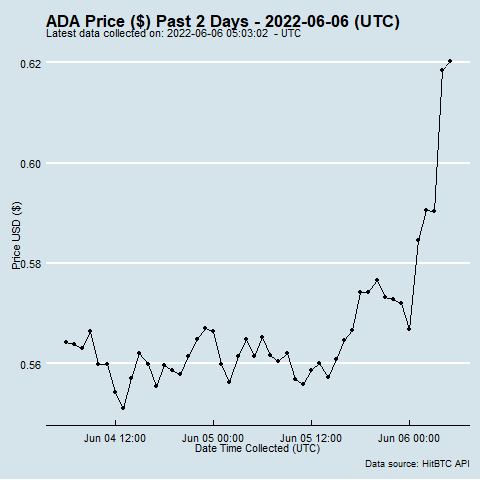 ADA Price ($) Past 2 Days - 2022-06-06 (UTC)
Latest data collected on: 2022-06-06 05:03:02 - UTC
0.62
0.60
0.58
0.56
Price USD ($)
Jun 04 12:00
Jun 05 00:00
Jun 05 12:00
Jun 06 00:00
Date Time Collected (UTC)
Data source: HitBTC API